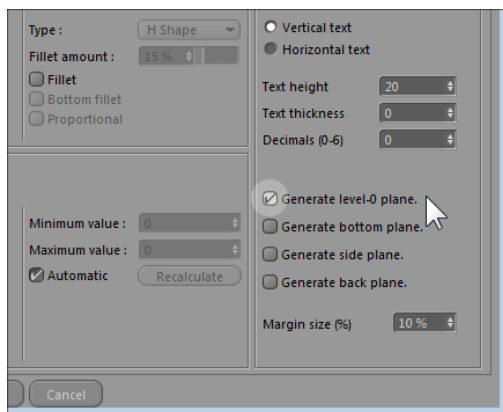 Type :
H Shape
Fillet amount :
15 %
Fillet
Bottom fillet
Proportional
Minimum value :
0
Maximum value :
0
Automatic
Recalculate
Vertical text
Horizontal text
Text height
20
Text thickness
0
Decimals (0-6)
0
Generate level-0 plane.
Generate bottom plane.
Generate side plane.
Generate back plane.
Margin size (%)
10 %
Cancel